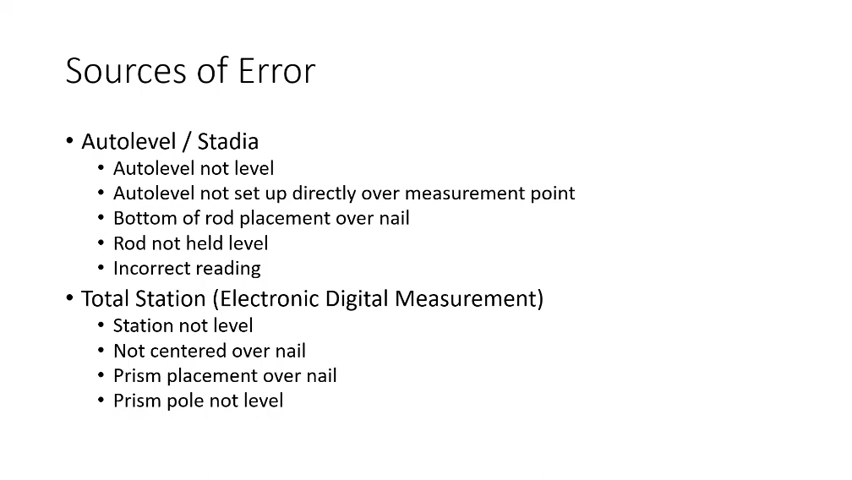 Sources of Error
• Autolevel / Stadia
• Autolevel not level
• Autolevel not set up directly over measurement point
• Bottom of rod placement over nail
• Rod not held level
• Incorrect reading
• Total Station (Electronic Digital Measurement)
• Station not level
• Not centered over nail
• Prism placement over nail
• Prism pole not level